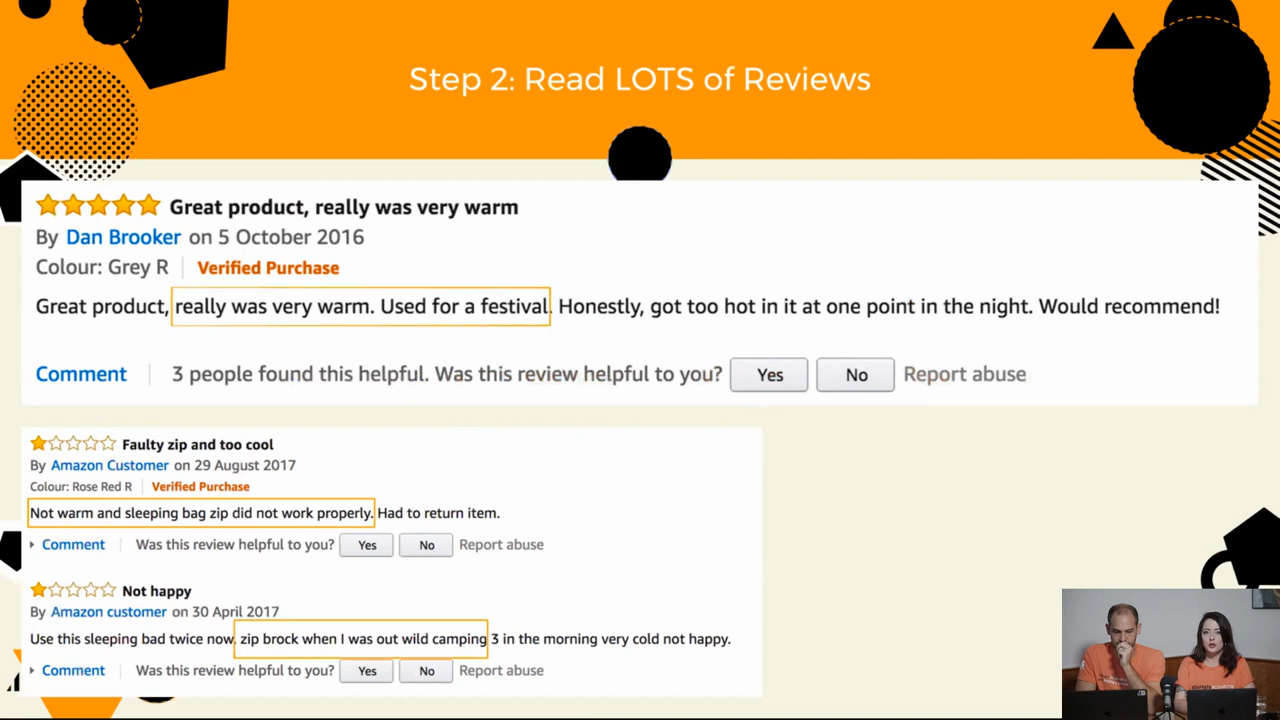 Step 2: Read LOTS of Reviews
Great product, really was very warm
By Dan Brooker on 5 October 2016
Colour: Grey R Verified Purchase
Great product, really was very warm. Used for a festival. Honestly, got too hot in it at one point in the night. Would recommend!
Comment 3 people found this helpful. Was this review helpful to you? Yes No Report abuse
Faulty zip and too cool
By Amazon Customer on 29 August 2017
Colour: Rose Red R Verified Purchase
Not warm and sleeping bag zip did not work properly. Had to return item.
Comment Was this review helpful to you? Yes No Report abuse
Not happy
By Amazon customer on 30 April 2017
Use this sleeping bad twice now. zip brock when I was out wild camping 3 in the morning very cold not happy.
Comment Was this review helpful to you? Yes No Report abuse